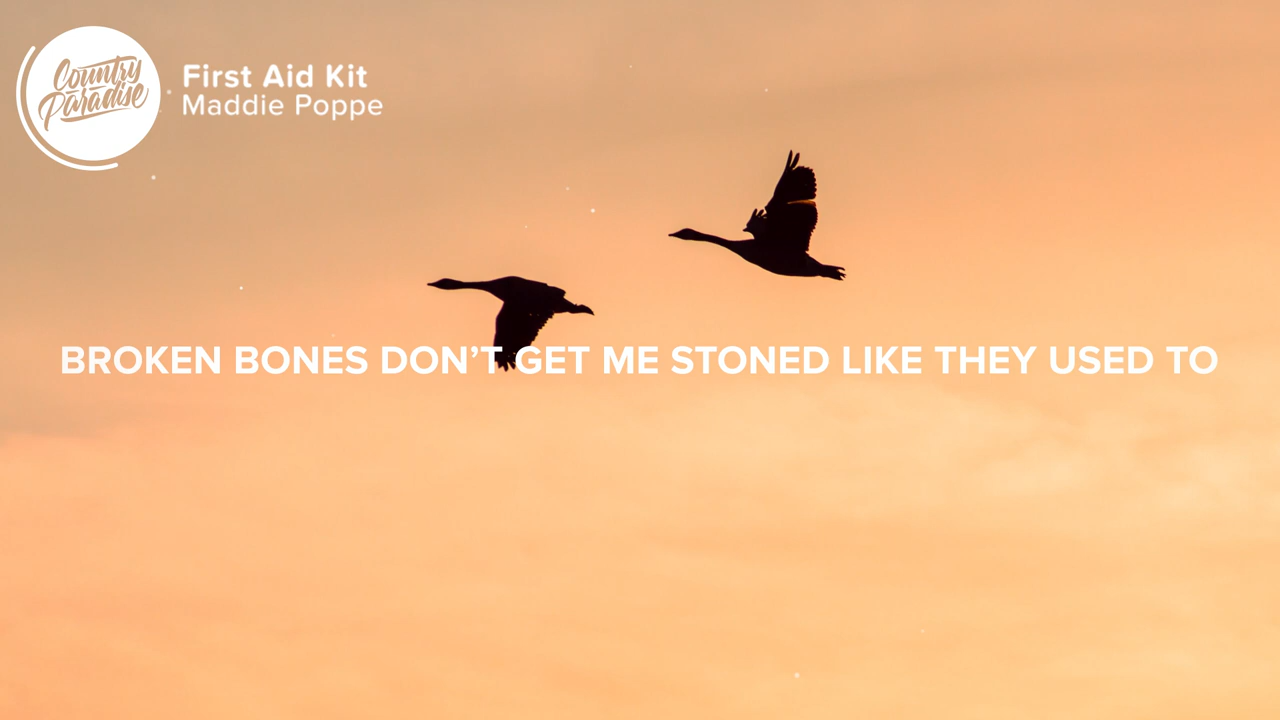 Country
Paradise
First Aid Kit
Maddie Poppe
BROKEN BONES DON’T GET ME STONED LIKE THEY USED TO